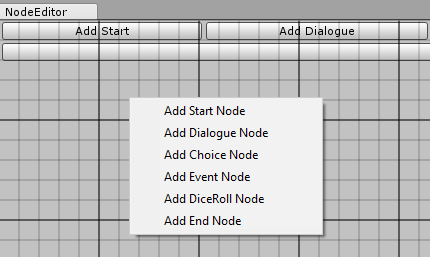 NodeEditor
Add Start
Add Dialogue
Add Start Node
Add Dialogue Node
Add Choice Node
Add Event Node
Add DiceRoll Node
Add End Node